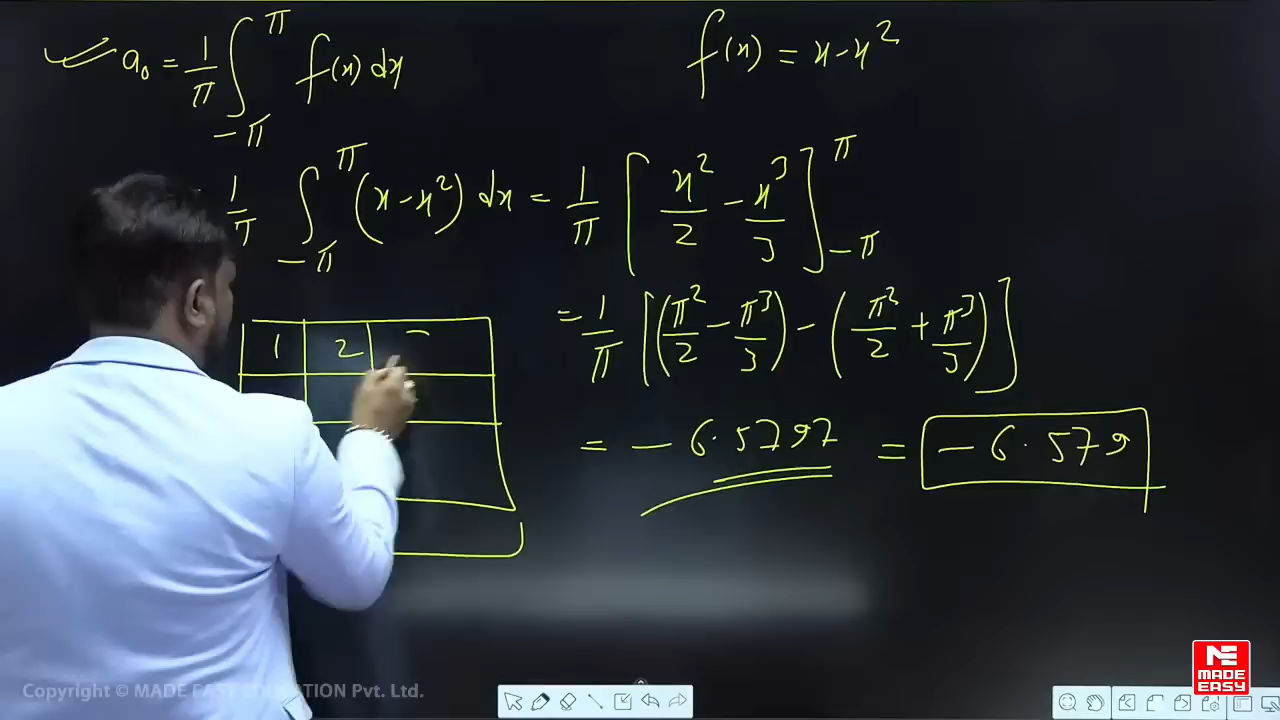 a₀ = 1/π ∫_{-π}^{π} f(x) dx
f(x) = x - x²
1/π ∫_{-π}^{π} (x - x²) dx = 1/π [x²/2 - x³/3]_{-π}^{π}
= 1/π [(π²/2 - π³/3) - (π²/2 + π³/3)]
1 2
= - 6.5797 = - 6.579
Copyright © MADE EASY EDUCATION Pvt. Ltd.
ME
MADE
EASY